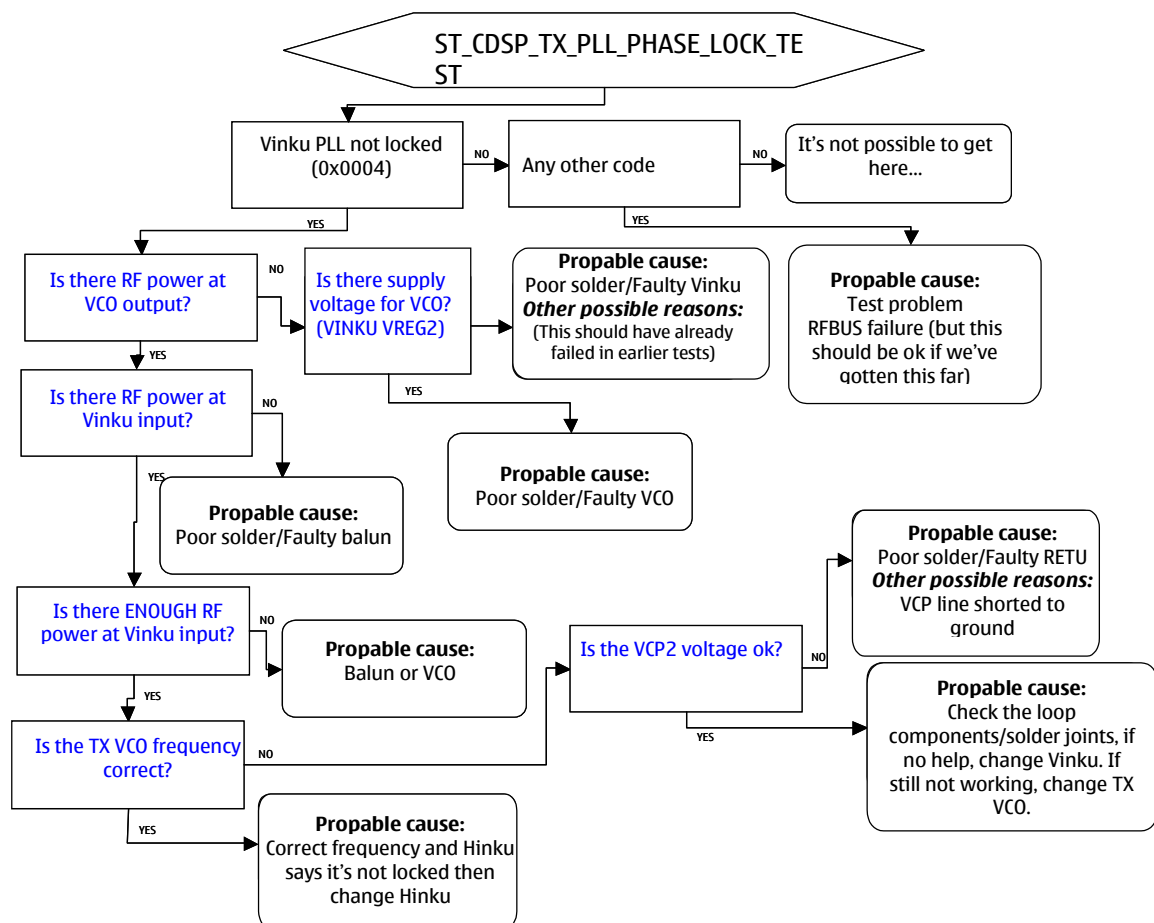 ST_CDSP_TX_PLL_PHASE_LOCK_TE
ST
Vinku PLL not locked
(0x0004)
NO
Any other code
NO
It's not possible to get
here...
YES
YES
Is there RF power at
VCO output?
NO
Is there supply
voltage for VCO?
(VINKU VREG2)
Propable cause:
Poor solder/Faulty Vinku
Other possible reasons:
(This should have already
failed in earlier tests)
Propable cause:
Test problem
RFBUS failure (but this
should be ok if we've
gotten this far)
YES
YES
Is there RF power at
Vinku input?
NO
Propable cause:
Poor solder/Faulty VCO
YES
Propable cause:
Poor solder/Faulty balun
Propable cause:
Poor solder/Faulty RETU
Other possible reasons:
VCP line shorted to
ground
Is there ENOUGH RF
power at Vinku input?
NO
Propable cause:
Balun or VCO
Is the VCP2 voltage ok?
NO
YES
YES
Propable cause:
Check the loop
components/solder joints, if
no help, change Vinku. If
still not working, change TX
VCO.
Is the TX VCO frequency
correct?
NO
YES
Propable cause:
Correct frequency and Hinku
says it's not locked then
change Hinku